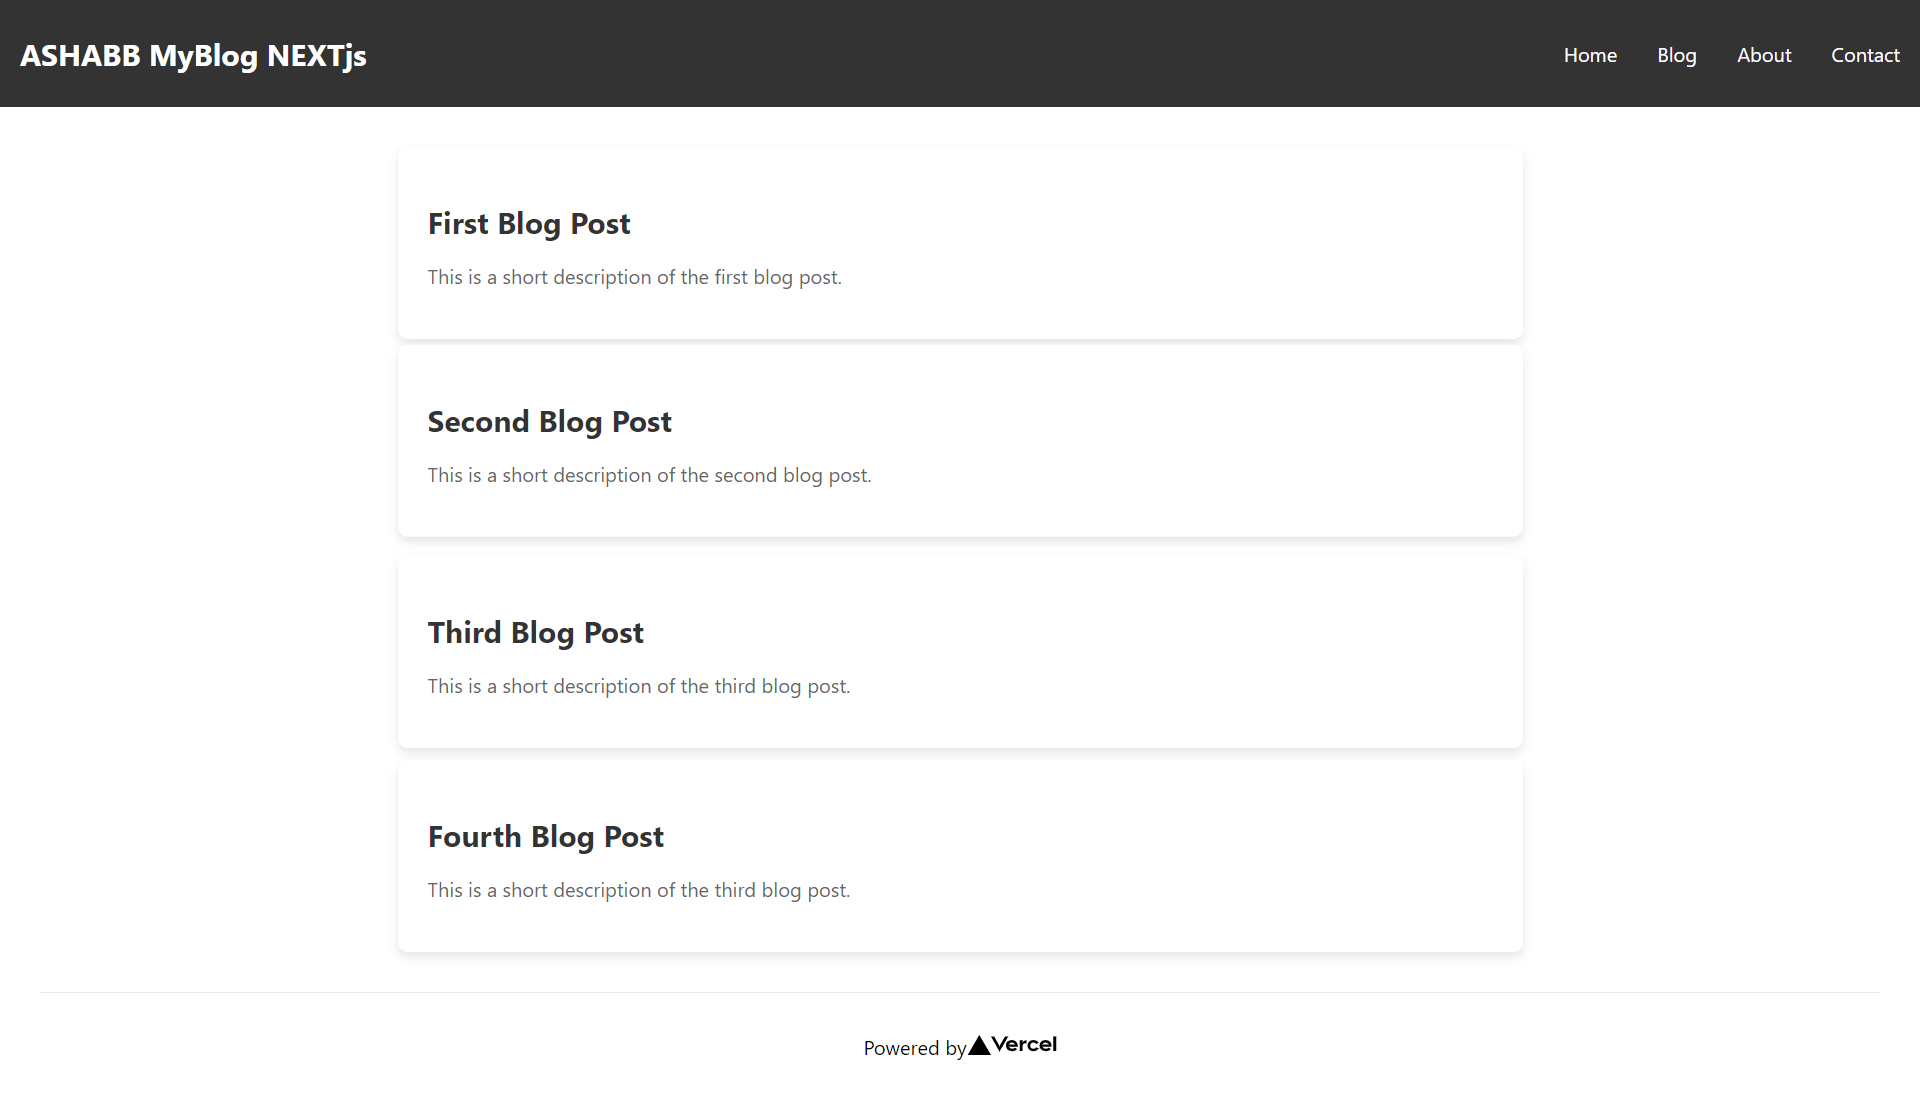 ASHABB MyBlog NEXTjs
Home Blog About Contact
First Blog Post
This is a short description of the first blog post.
Second Blog Post
This is a short description of the second blog post.
Third Blog Post
This is a short description of the third blog post.
Fourth Blog Post
This is a short description of the third blog post.
Powered by Vercel